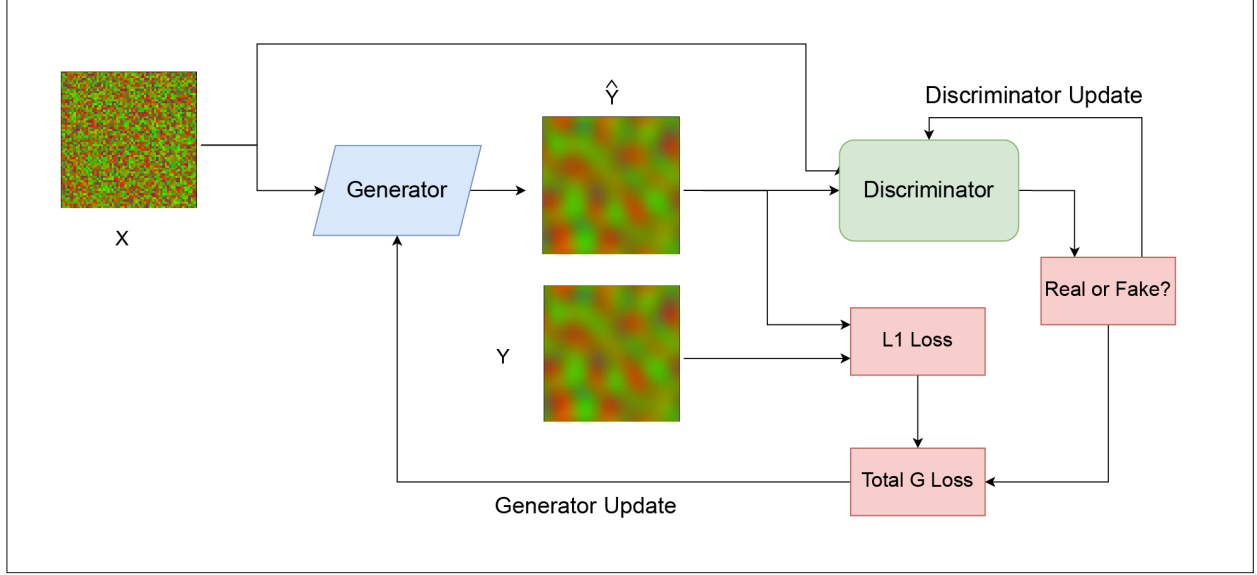 X
Generator
Ŷ
Y
Discriminator Update
Discriminator
Real or Fake?
L1 Loss
Total G Loss
Generator Update